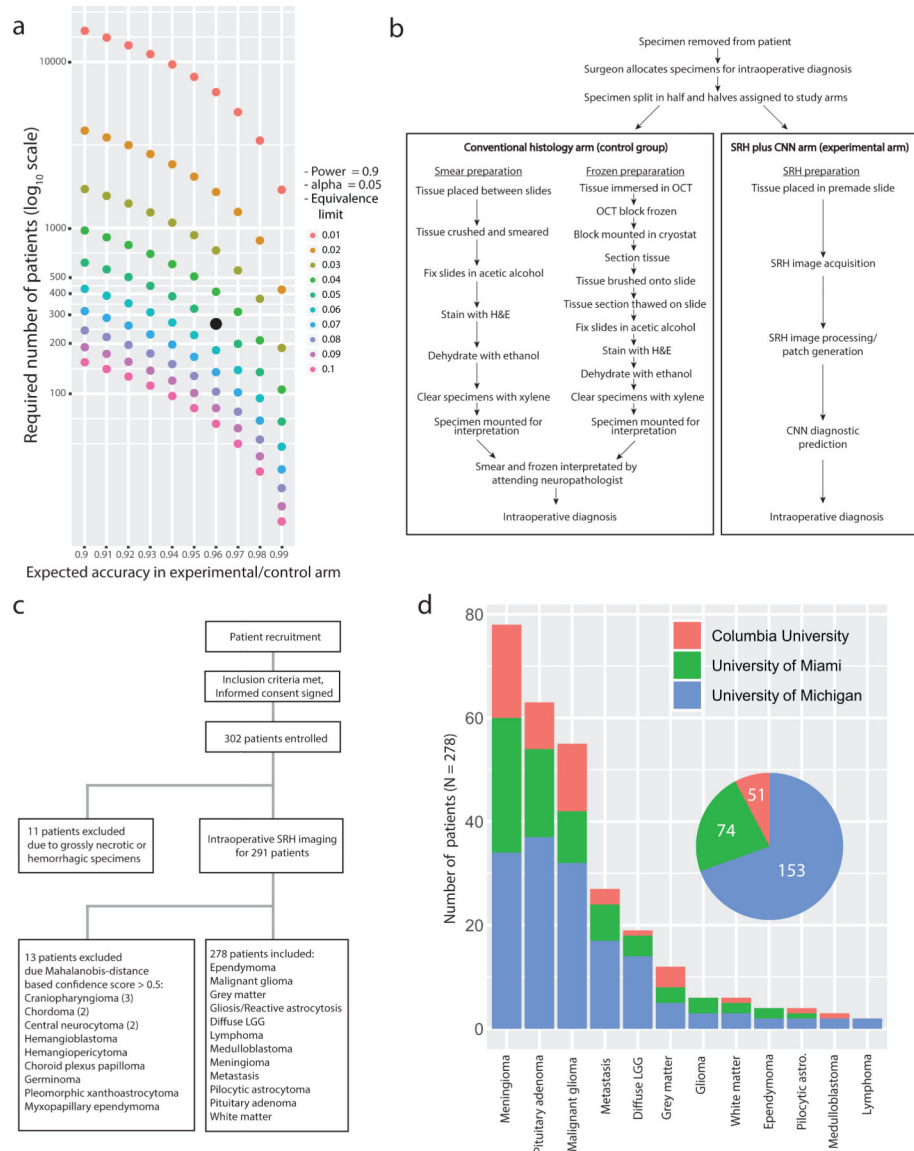 a
Required number of patients (log10 scale)
10000
1000
500
400
300
200
100
0.9 0.91 0.92 0.93 0.94 0.95 0.96 0.97 0.98 0.99
Expected accuracy in experimental/control arm
- Power = 0.9
- alpha = 0.05
- Equivalence
limit
0.01
0.02
0.03
0.04
0.05
0.06
0.07
0.08
0.09
0.1
b
Specimen removed from patient
Surgeon allocates specimens for intraoperative diagnosis
Specimen split in half and halves assigned to study arms
Conventional histology arm (control group)
Smear preparation
Tissue placed between slides
Tissue crushed and smeared
Fix slides in acetic alcohol
Stain with H&E
Dehydrate with ethanol
Clear specimens with xylene
Specimen mounted for
interpretation
Frozen prepararation
Tissue immersed in OCT
OCT block frozen
Block mounted in cryostat
Section tissue
Tissue brushed onto slide
Tissue section thawed on slide
Fix slides in acetic alcohol
Stain with H&E
Dehydrate with ethanol
Clear specimens with xylene
Specimen mounted for
interpretation
Smear and frozen interpretated by
attending neuropathologist
Intraoperative diagnosis
SRH plus CNN arm (experimental arm)
SRH preparation
Tissue placed in premade slide
SRH image acquisition
SRH image processing/
patch generation
CNN diagnostic
prediction
Intraoperative diagnosis
c
Patient recruitment
Inclusion criteria met,
Informed consent signed
302 patients entrolled
11 patients excluded
due to grossly necrotic or
hemorrhagic specimens
Intraoperative SRH imaging
for 291 patients
13 patients excluded
due Mahalanobis-distance
based confidence score > 0.5:
Craniopharyngioma (3)
Chordoma (2)
Central neurocytoma (2)
Hemangioblastoma
Hemangiopericytoma
Choroid plexus papilloma
Germinoma
Pleomorphic xanthoastrocytoma
Myxopapillary ependymoma
278 patients included:
Ependymoma
Malignant glioma
Grey matter
Gliosis/Reactive astrocytosis
Diffuse LGG
Lymphoma
Medulloblastoma
Meningioma
Metastasis
Pilocytic astrocytoma
Pituitary adenoma
White matter
d
Number of patients (N = 278)
80
60
40
20
0
Columbia University
University of Miami
University of Michigan
51
74
153
Meningioma
Pituitary adenoma
Malignant glioma
Metastasis
Diffuse LGG
Grey matter
Glioma
White matter
Ependymoma
Pilocytic astro.
Medulloblastoma
Lymphoma